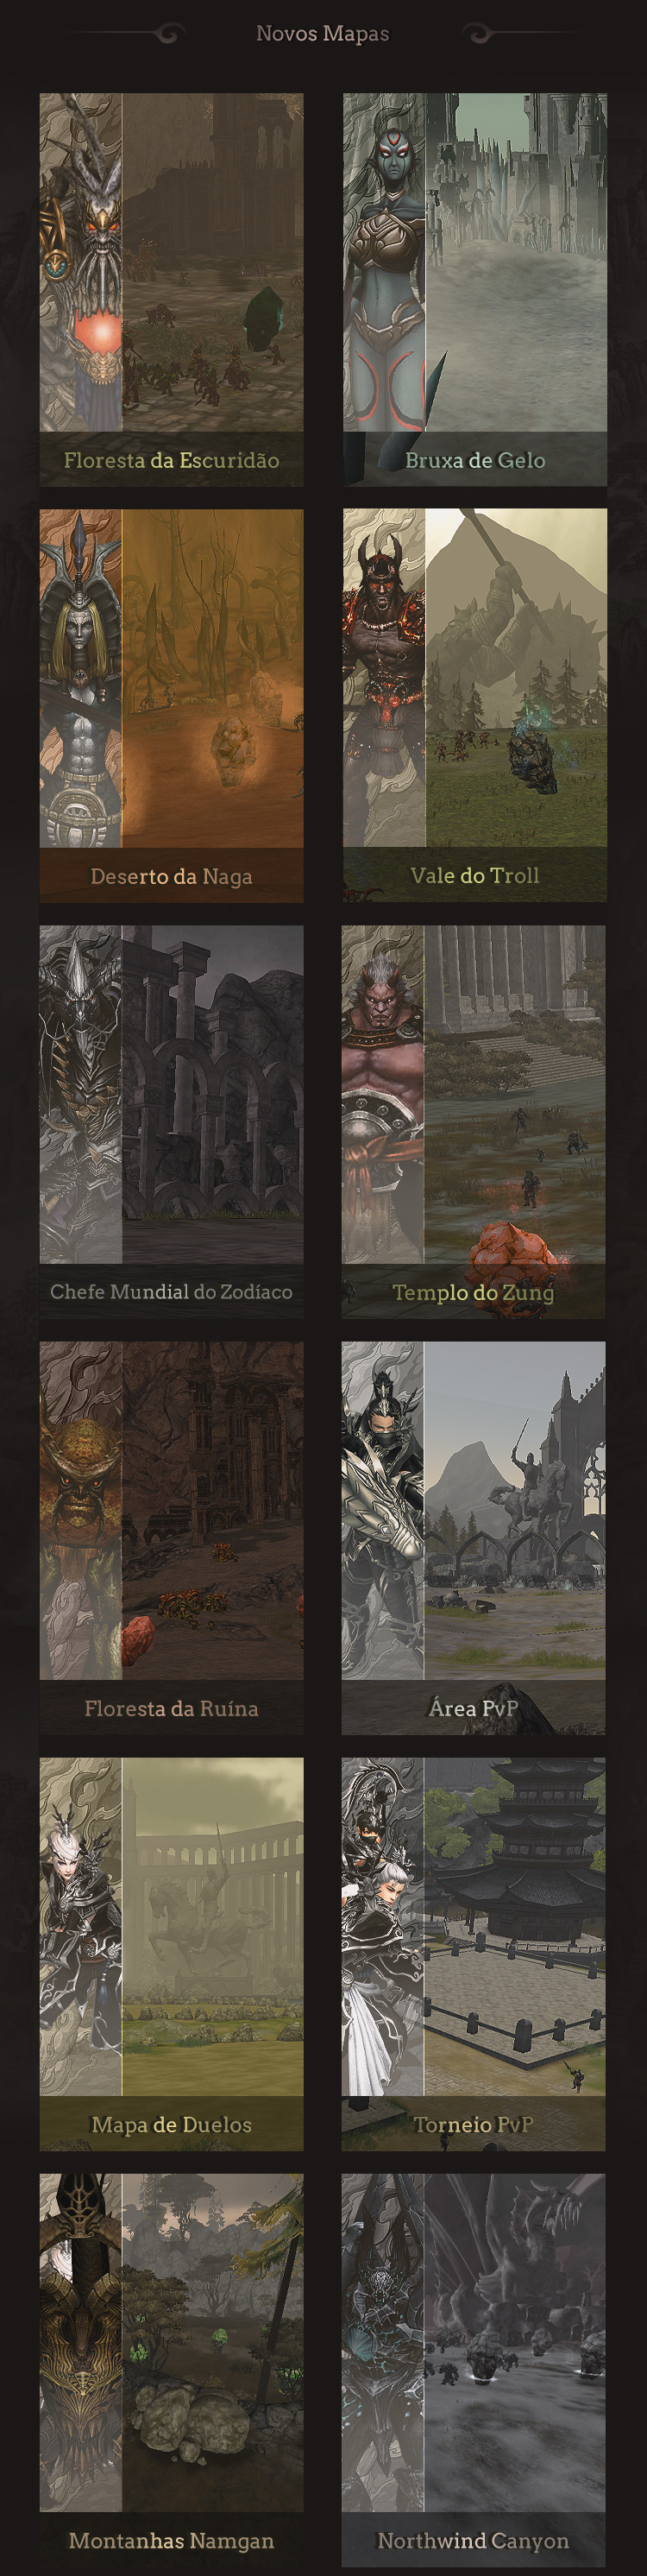 Novos Mapas
Floresta da Escuridão
Bruxa de Gelo
Deserto da Naga
Vale do Troll
Chefe Mundial do Zodíaco
Templo do Zung
Floresta da Ruína
Área PvP
Mapa de Duelos
Torneio PvP
Montanhas Namgan
Northwind Canyon